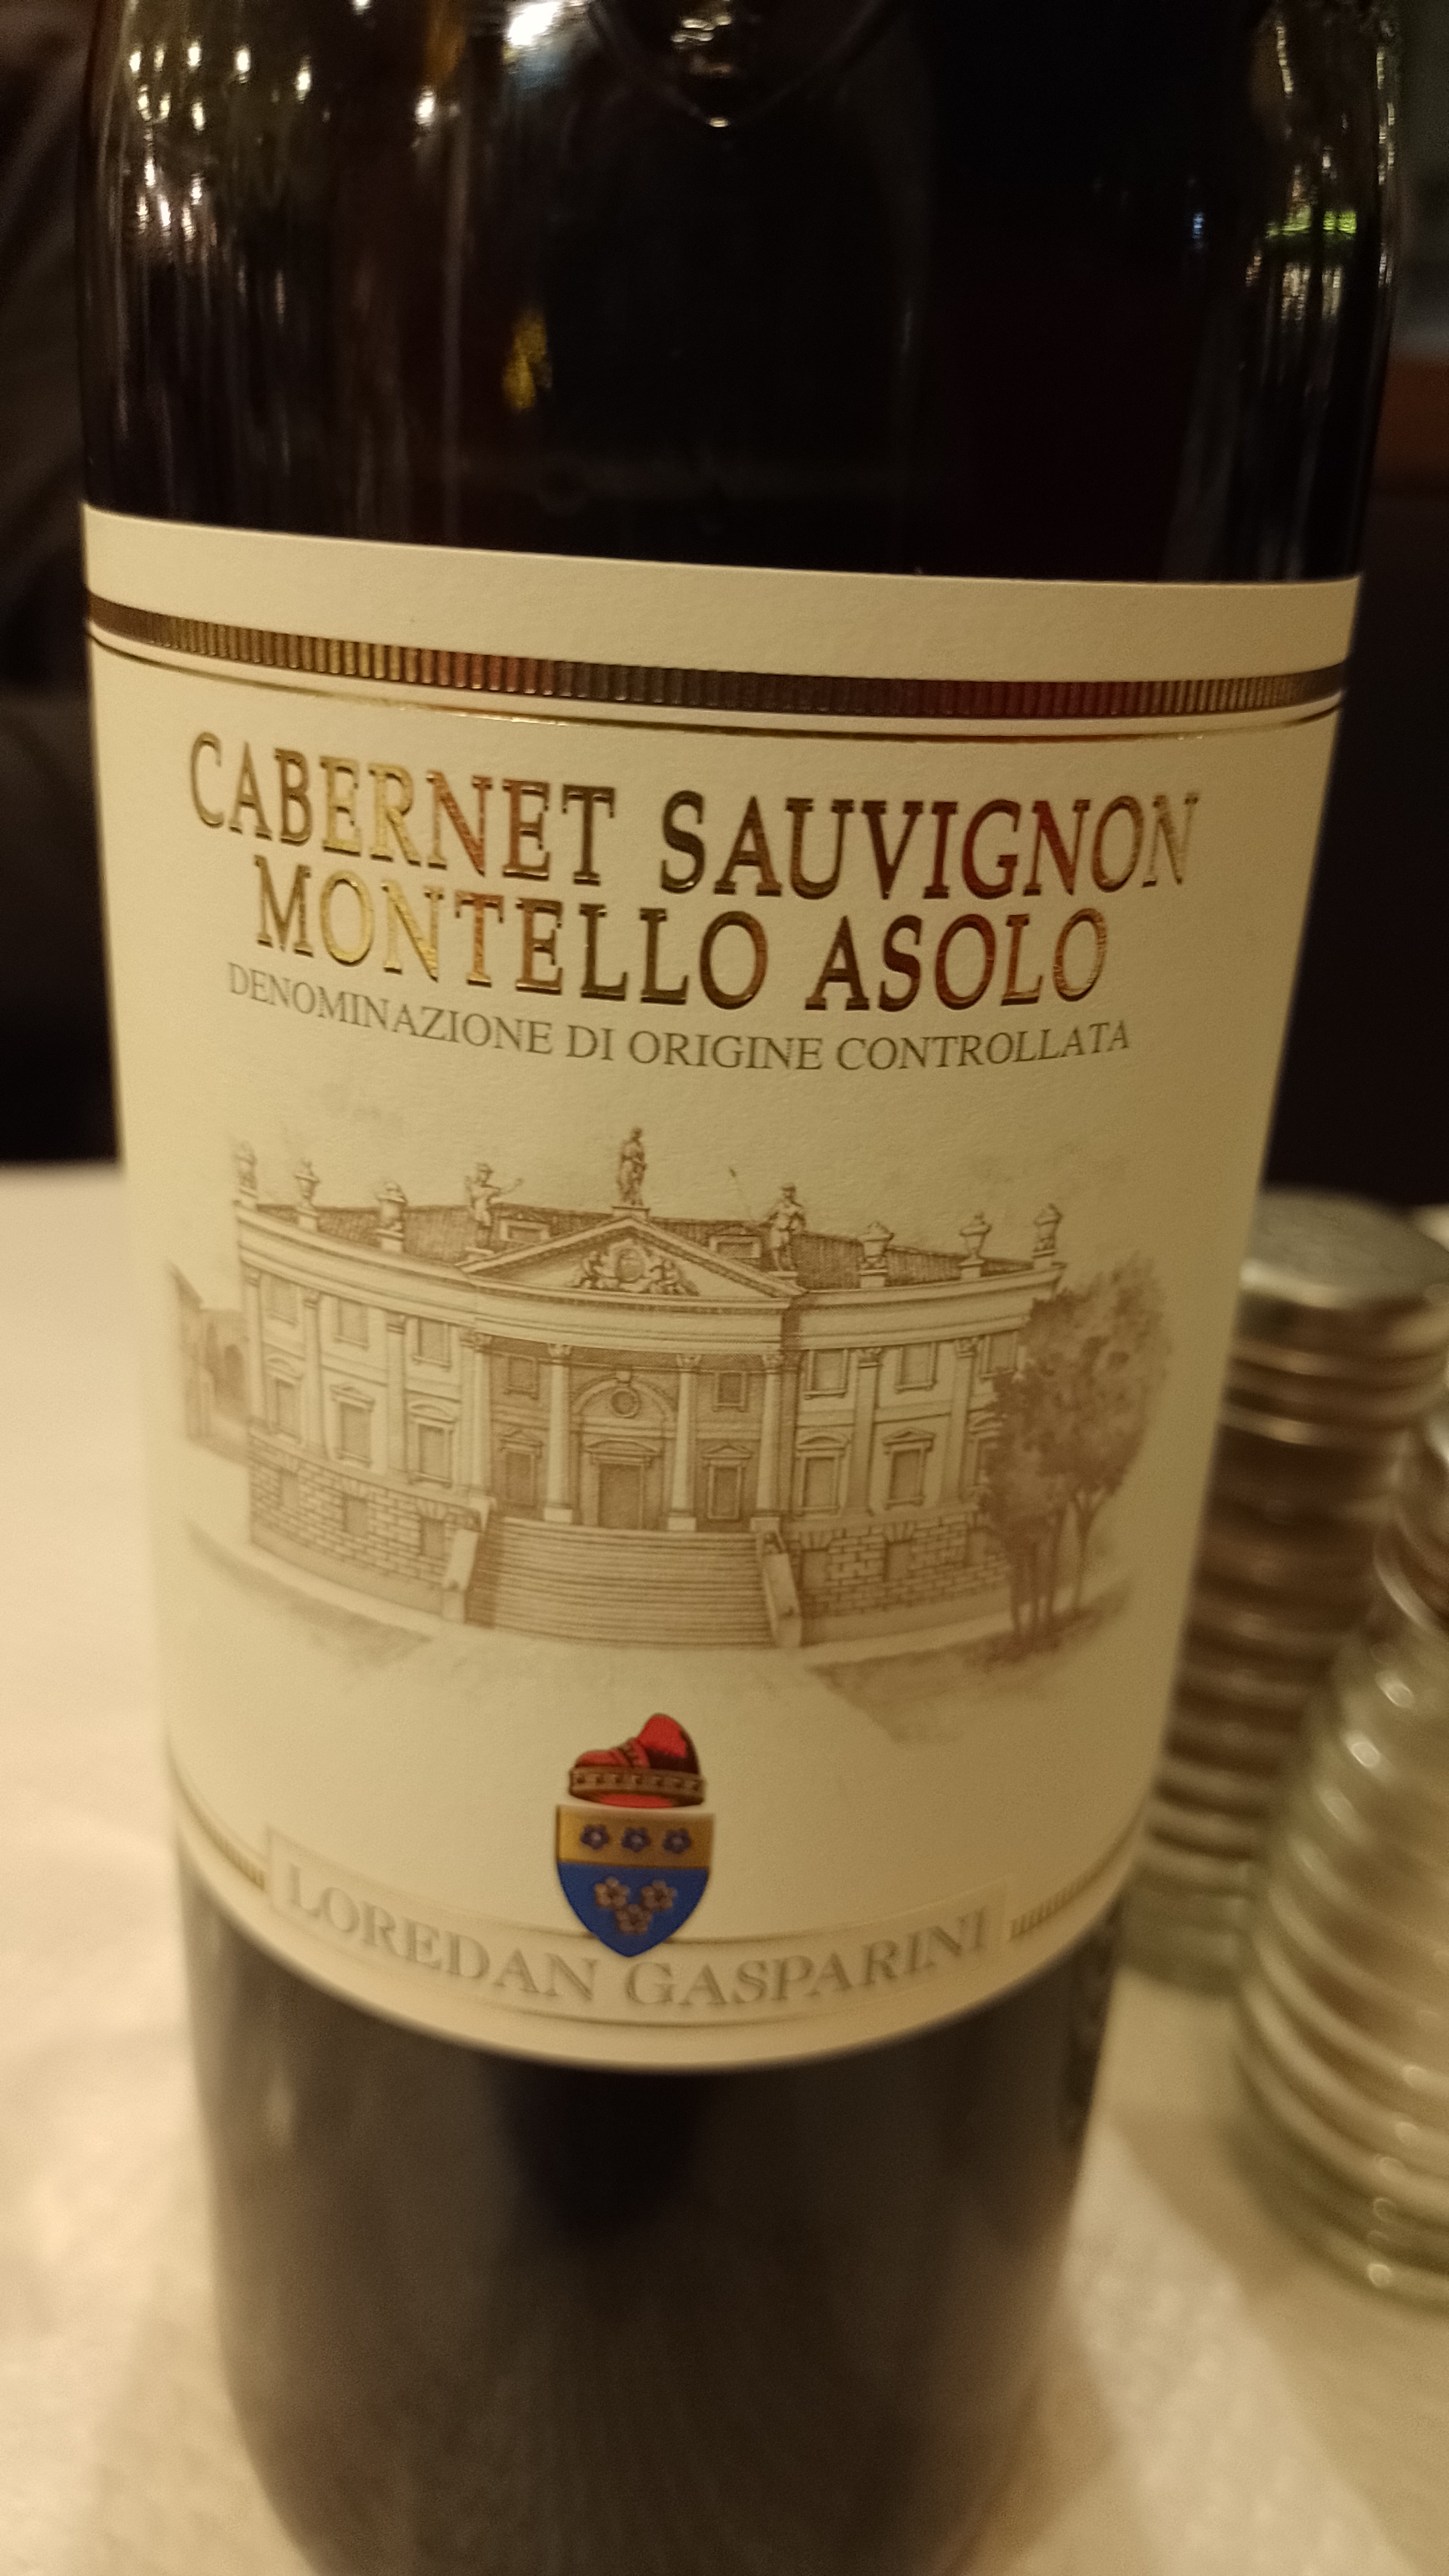 CABERNET SAUVIGNON
MONTELLO ASOLO
DENOMINAZIONE DI ORIGINE CONTROLLATA
LOREDAN GASPARINI